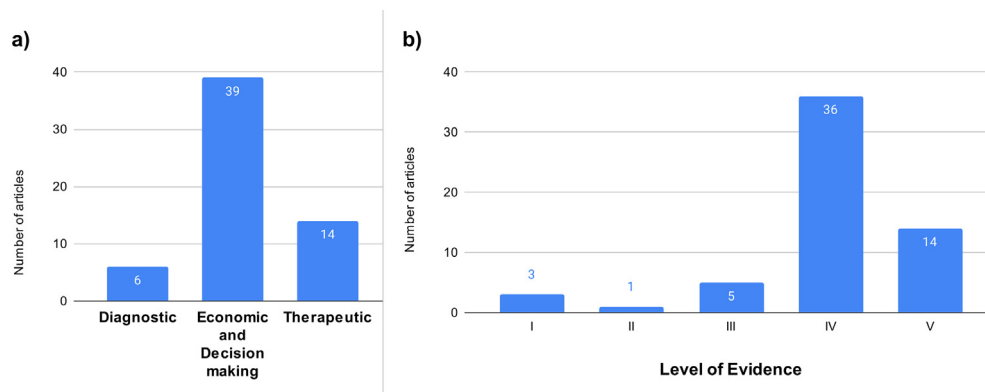 a)
Number of articles
40
30
20
10
0
6
39
14
Diagnostic
Economic
and
Decision
making
Therapeutic
b)
Number of articles
40
30
20
10
0
3
1
5
36
14
I
II
III
IV
V
Level of Evidence